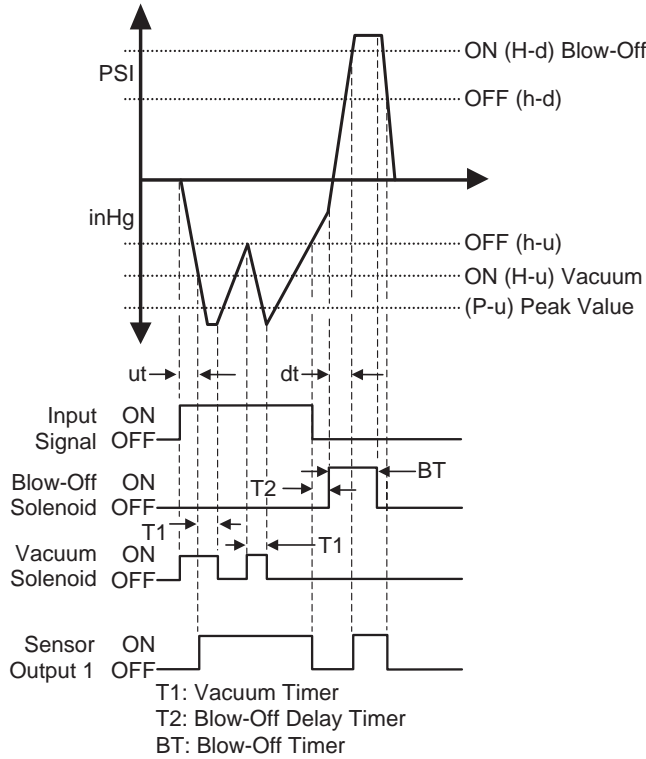 PSI
ON (H-d) Blow-Off
OFF (h-d)
inHg
OFF (h-u)
ON (H-u) Vacuum
(P-u) Peak Value
ut
dt
Input Signal
ON
OFF
Blow-Off Solenoid
ON
OFF
T2
BT
T1
Vacuum Solenoid
ON
OFF
T1
Sensor Output 1
ON
OFF
T1: Vacuum Timer
T2: Blow-Off Delay Timer
BT: Blow-Off Timer